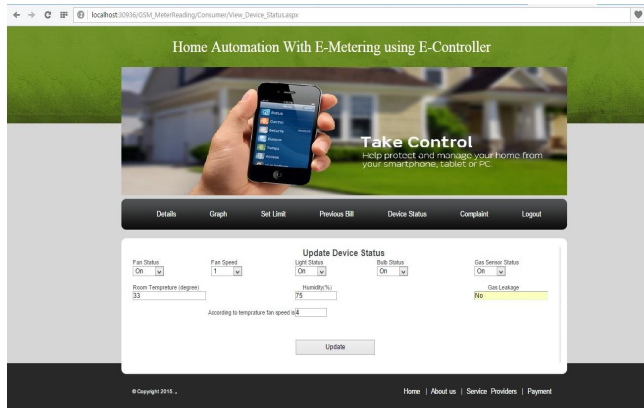 localhost:30936/GSM_MeterReading/Consumer/View_Device_Status.aspx
Home Automation With E-Metering using E-Controller
Take Control
Help protect and manage your home from
your smartphone, tablet or PC.
Details Graph Set Limit Previous Bill Device Status Complaint Logout
Update Device Status
Fan Status Fan Speed Light Status Bulb Status Gas Sensor Status
On 1 On On On
Room Tempreture (degree) Humidity(%) Gas Leakage
33 75 No
According to temprature fan speed is 4
Update
© Copyright 2015 .
Home | About us | Service Providers | Payment